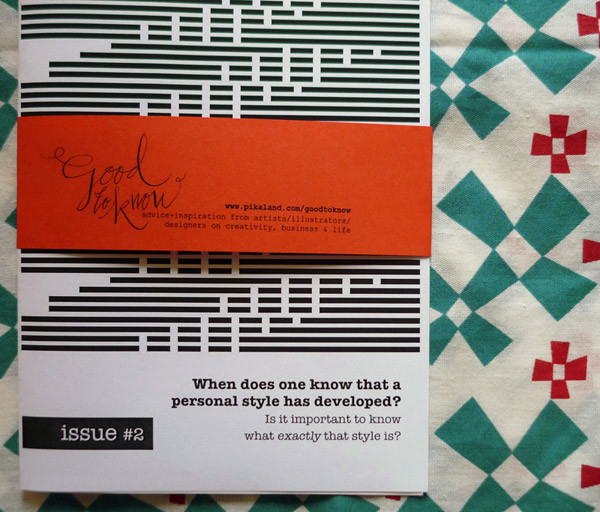 Good
to know
www.pikaland.com/goodtoknow
advice+inspiration from artists/illustrators/
designers on creativity, business & life
When does one know that a
personal style has developed?
Is it important to know
what exactly that style is?
issue #2